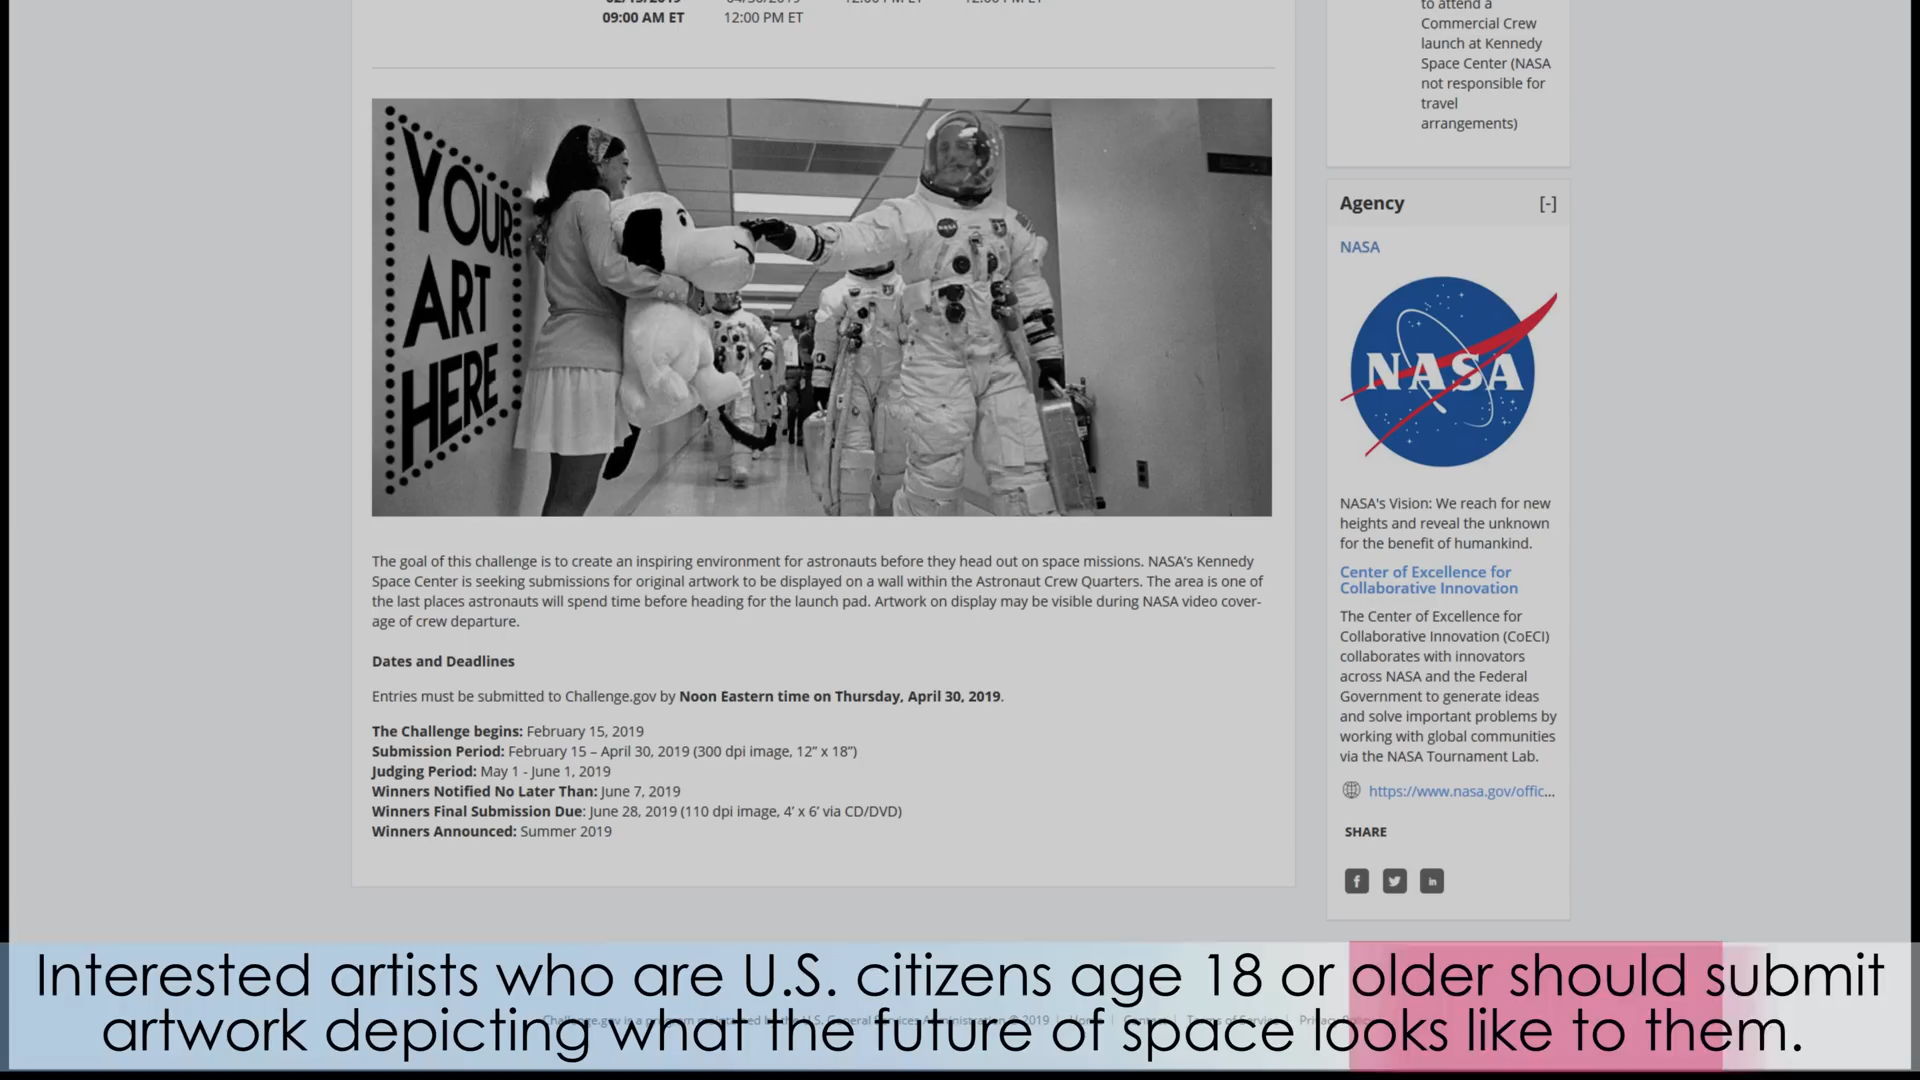 09:00 AM ET
12:00 PM ET
to attend a
Commercial Crew
launch at Kennedy
Space Center (NASA
not responsible for
travel
arrangements)
YOUR
ART
HERE
The goal of this challenge is to create an inspiring environment for astronauts before they head out on space missions. NASA's Kennedy
Space Center is seeking submissions for original artwork to be displayed on a wall within the Astronaut Crew Quarters. The area is one of
the last places astronauts will spend time before heading for the launch pad. Artwork on display may be visible during NASA video cover-
age of crew departure.
Dates and Deadlines
Entries must be submitted to Challenge.gov by Noon Eastern time on Thursday, April 30, 2019.
The Challenge begins: February 15, 2019
Submission Period: February 15 – April 30, 2019 (300 dpi image, 12” x 18”)
Judging Period: May 1 - June 1, 2019
Winners Notified No Later Than: June 7, 2019
Winners Final Submission Due: June 28, 2019 (110 dpi image, 4’ x 6’ via CD/DVD)
Winners Announced: Summer 2019
Agency [-]
NASA
NASA
NASA's Vision: We reach for new
heights and reveal the unknown
for the benefit of humankind.
Center of Excellence for
Collaborative Innovation
The Center of Excellence for
Collaborative Innovation (CoECI)
collaborates with innovators
across NASA and the Federal
Government to generate ideas
and solve important problems by
working with global communities
via the NASA Tournament Lab.
https://www.nasa.gov/offic...
SHARE
Interested artists who are U.S. citizens age 18 or older should submit
artwork depicting what the future of space looks like to them.